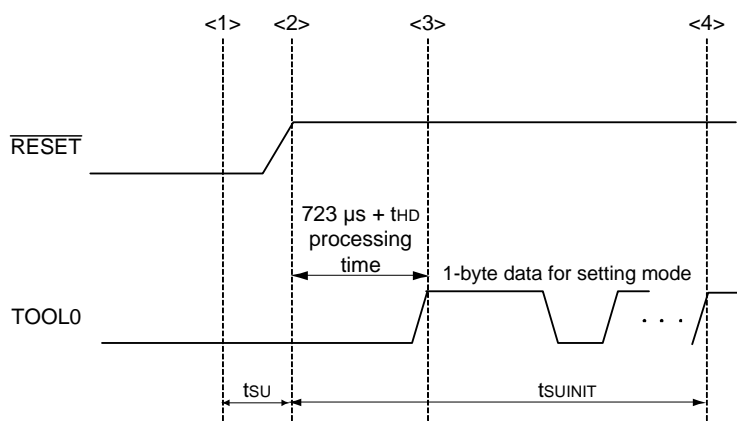 <1> <2> <3> <4>
RESET
723 µs + tHD
processing
time
1-byte data for setting mode
TOOL0
. . .
tSU
tSUINIT